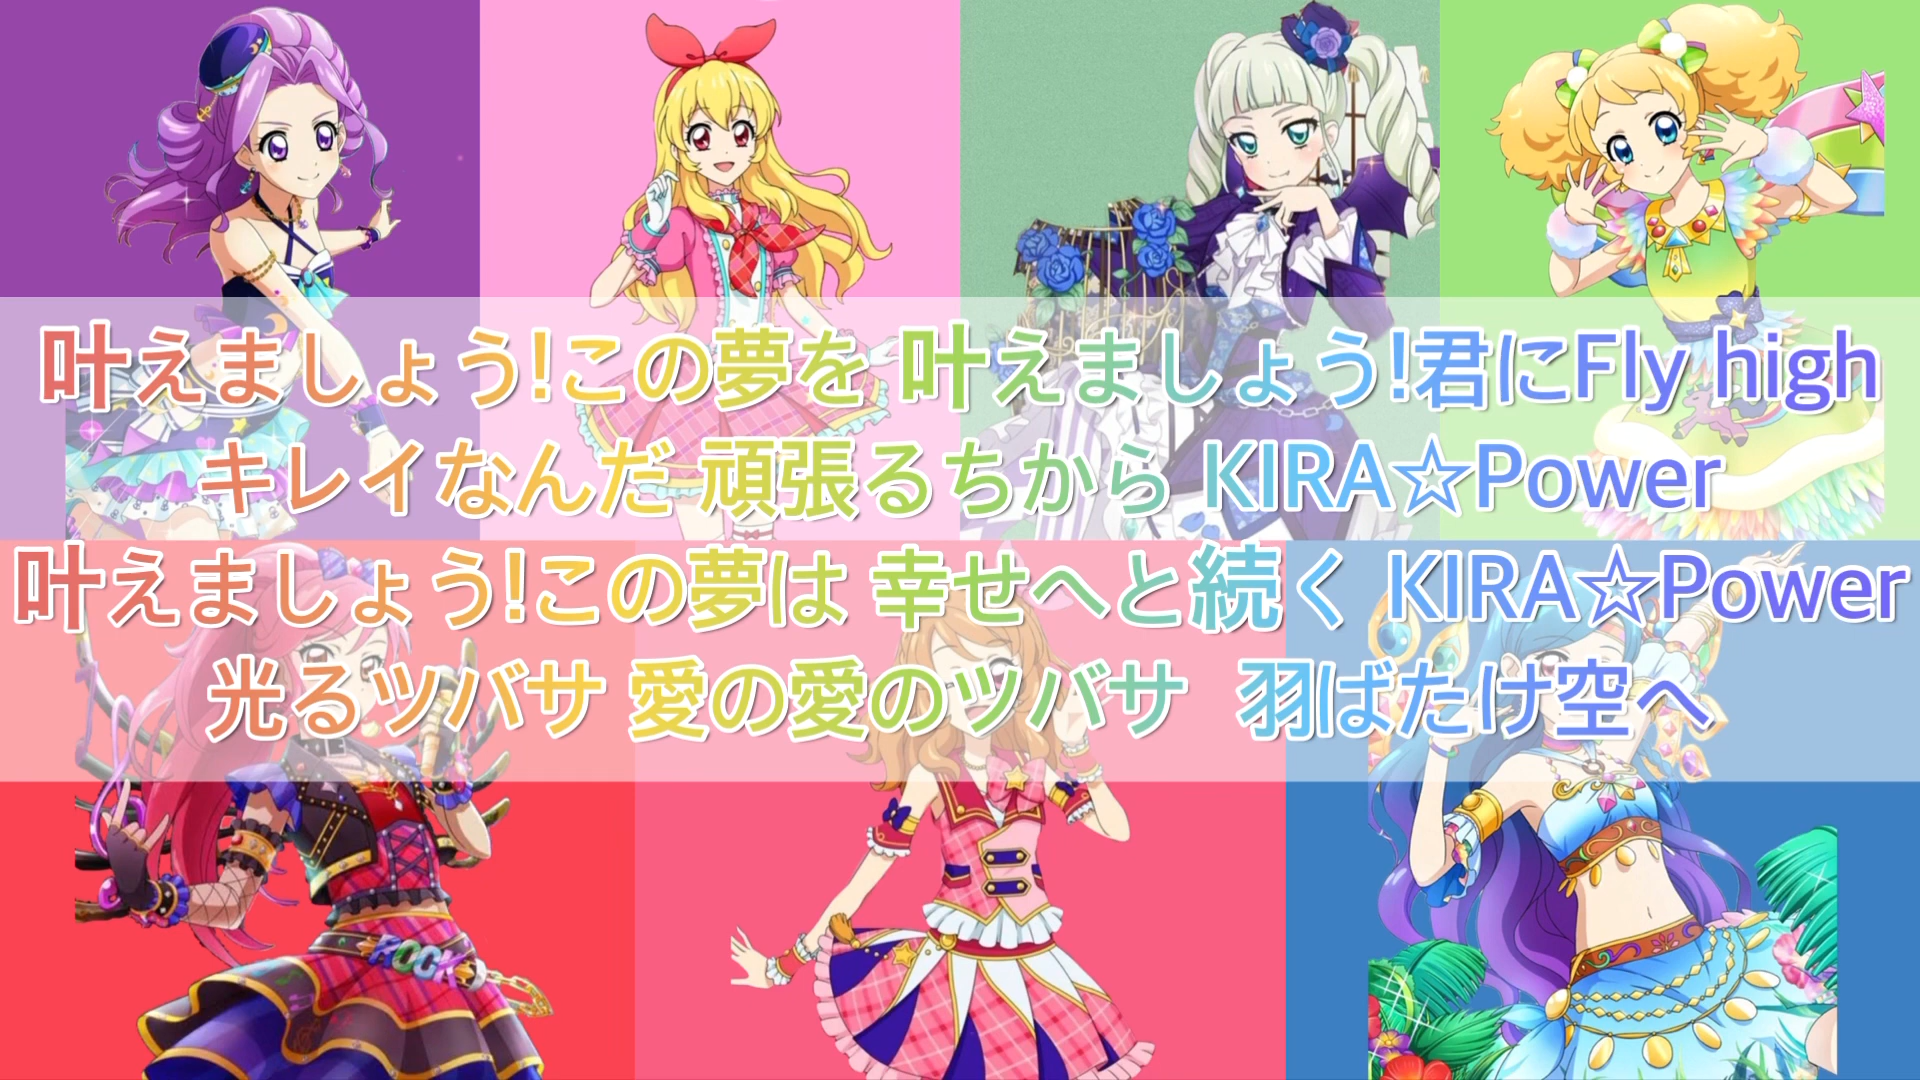 叶えましょう!この夢を 叶えましょう!君にFly high
キレイなんだ 頑張るちから KIRA☆Power
叶えましょう!この夢は 幸せへと続く KIRA☆Power
光るツバサ 愛の愛のツバサ 羽ばたけ空へ
ROCK